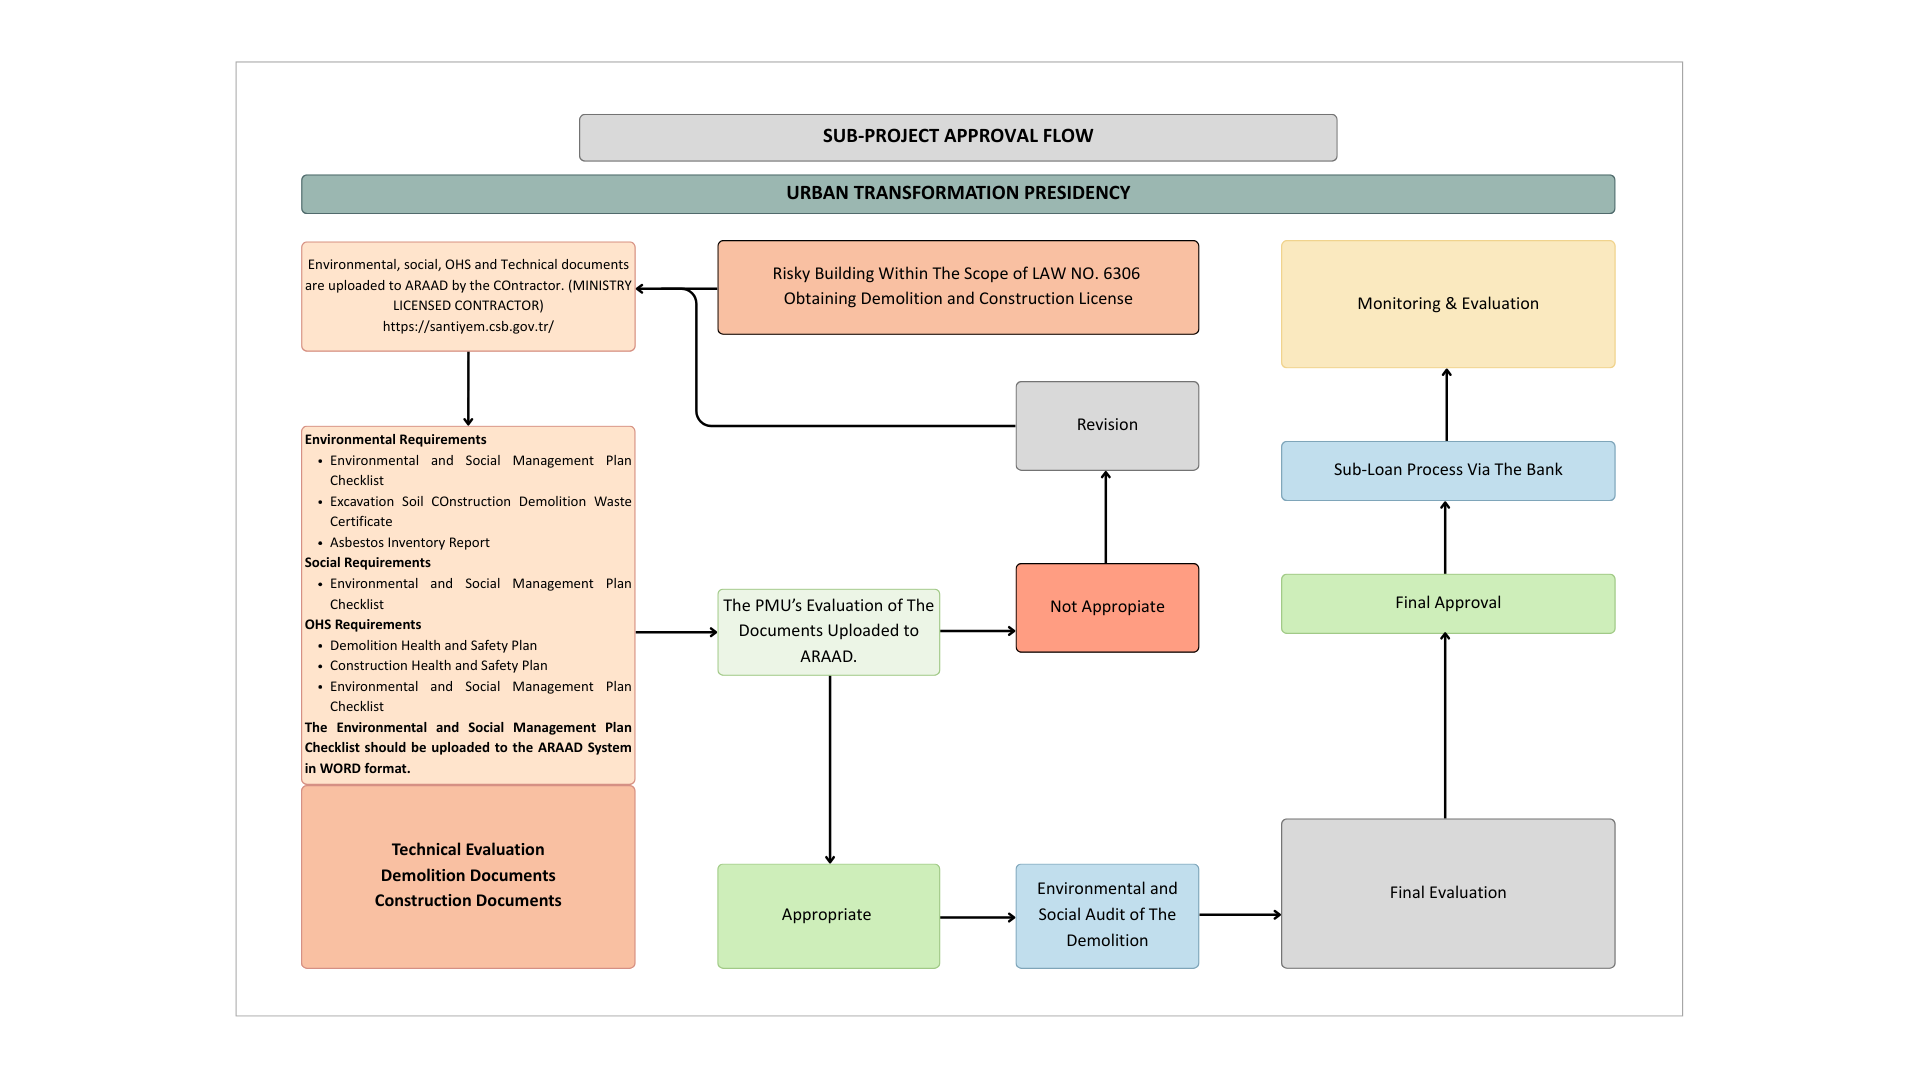 SUB-PROJECT APPROVAL FLOW
URBAN TRANSFORMATION PRESIDENCY
Environmental, social, OHS and Technical documents
are uploaded to ARAAD by the COntractor. (MINISTRY
LICENSED CONTRACTOR)
https://santiyem.csb.gov.tr/
Risky Building Within The Scope of LAW NO. 6306
Obtaining Demolition and Construction License
Monitoring & Evaluation
Revision
Sub-Loan Process Via The Bank
Environmental Requirements
• Environmental and Social Management Plan
Checklist
• Excavation Soil COnstruction Demolition Waste
Certificate
• Asbestos Inventory Report
Social Requirements
• Environmental and Social Management Plan
Checklist
OHS Requirements
• Demolition Health and Safety Plan
• Construction Health and Safety Plan
• Environmental and Social Management Plan
Checklist
The Environmental and Social Management Plan
Checklist should be uploaded to the ARAAD System
in WORD format.
The PMU’s Evaluation of The
Documents Uploaded to
ARAAD.
Not Appropiate
Final Approval
Technical Evaluation
Demolition Documents
Construction Documents
Appropriate
Environmental and
Social Audit of The
Demolition
Final Evaluation